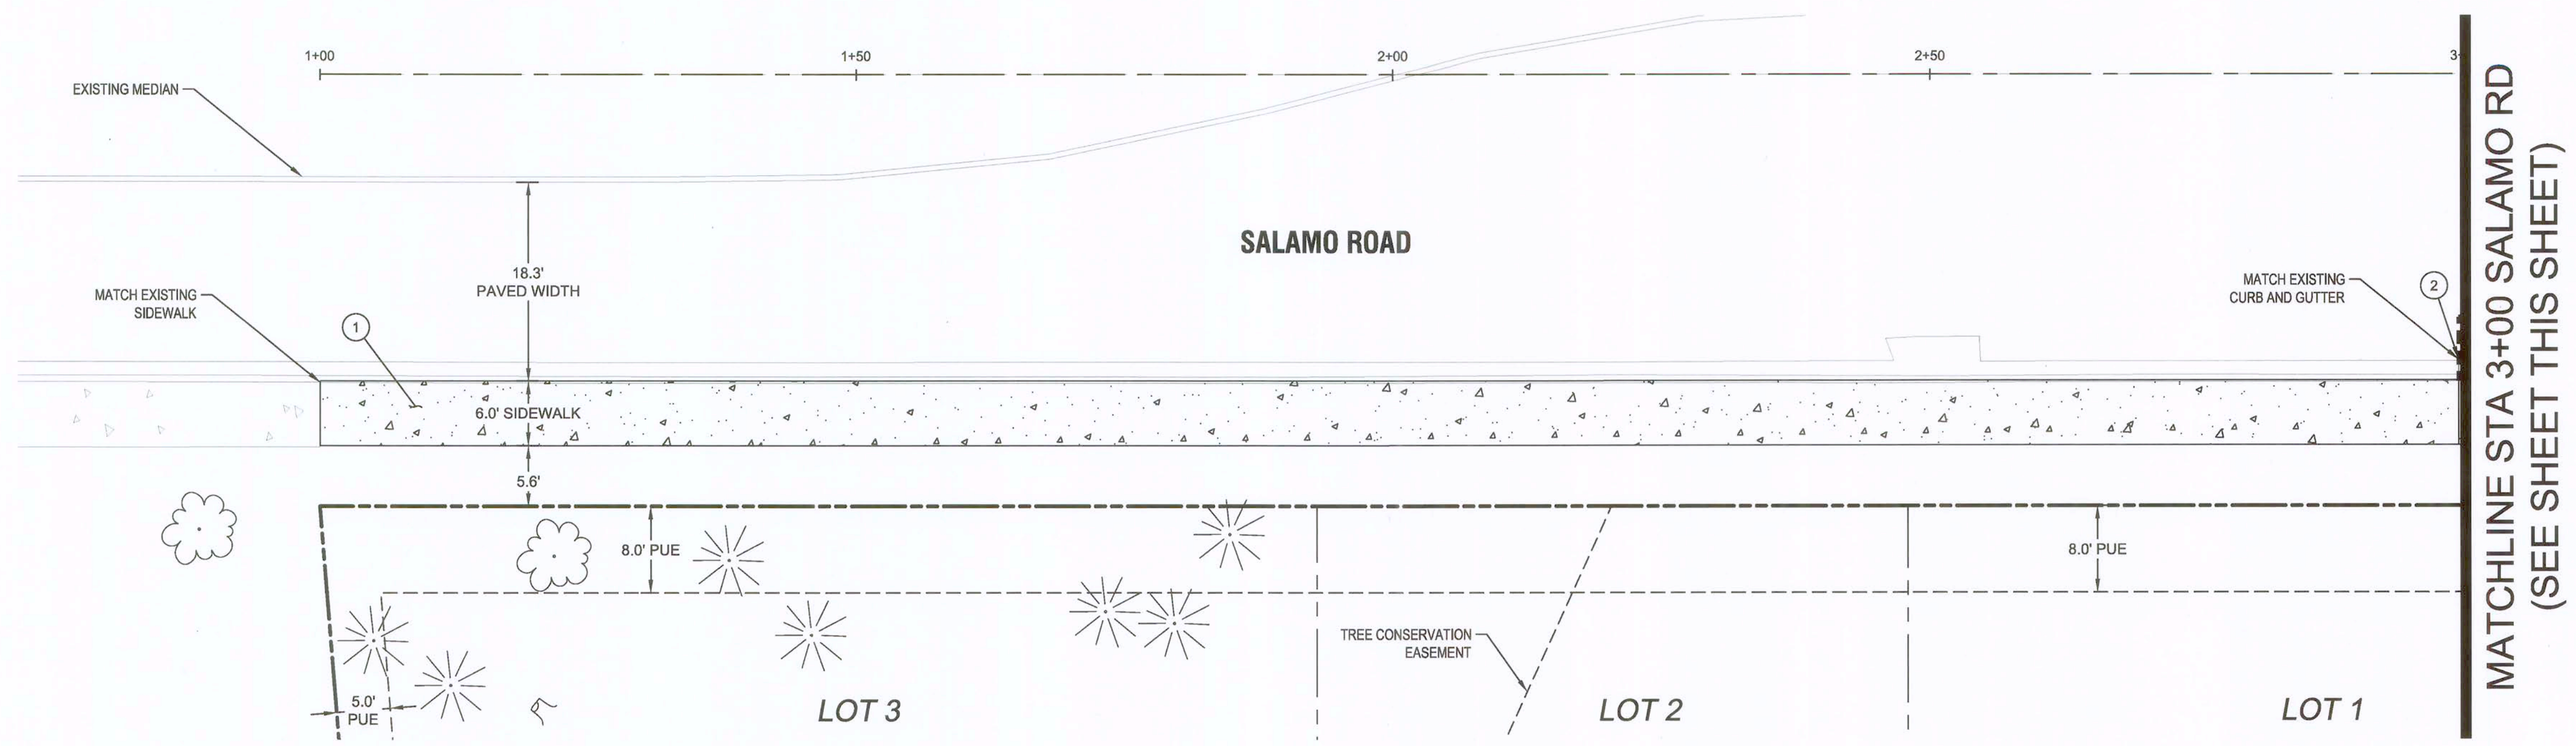 1+00
1+50
2+00
2+50
3
EXISTING MEDIAN
SALAMO ROAD
18.3'
PAVED WIDTH
MATCH EXISTING
SIDEWALK
1
MATCH EXISTING
CURB AND GUTTER
2
6.0' SIDEWALK
5.6'
8.0' PUE
8.0' PUE
TREE CONSERVATION
EASEMENT
5.0'
PUE
LOT 3
LOT 2
LOT 1
MATCHLINE STA 3+00 SALAMO RD
(SEE SHEET THIS SHEET)